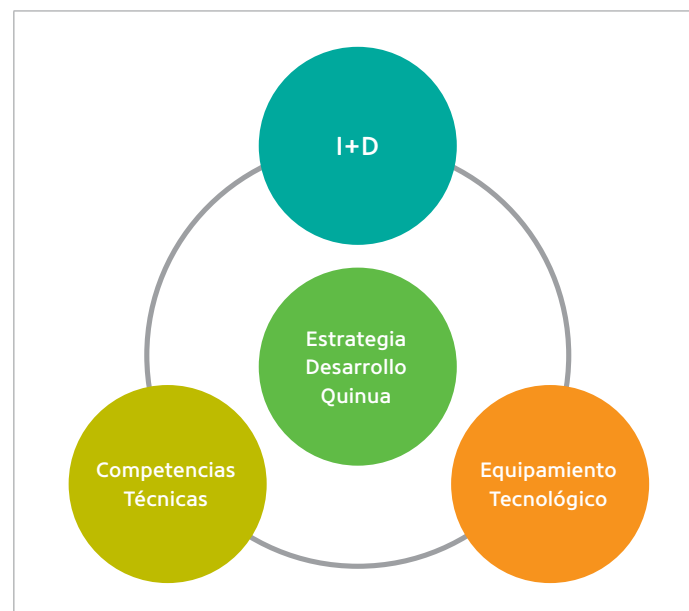 I+D
Estrategia
Desarrollo
Quinua
Competencias
Técnicas
Equipamiento
Tecnológico